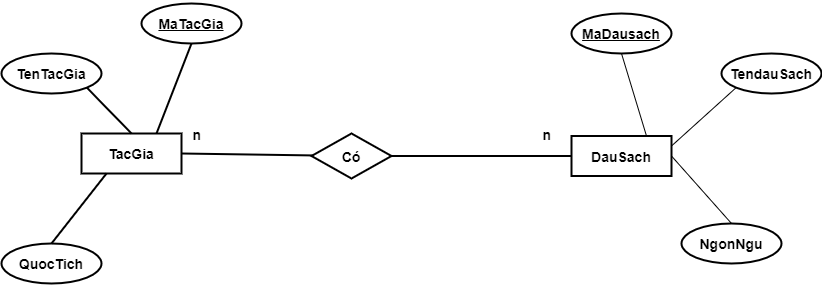 MaTacGia
MaDausach
TenTacGia
TendauSach
n
n
TacGia
Có
DauSach
NgonNgu
QuocTich